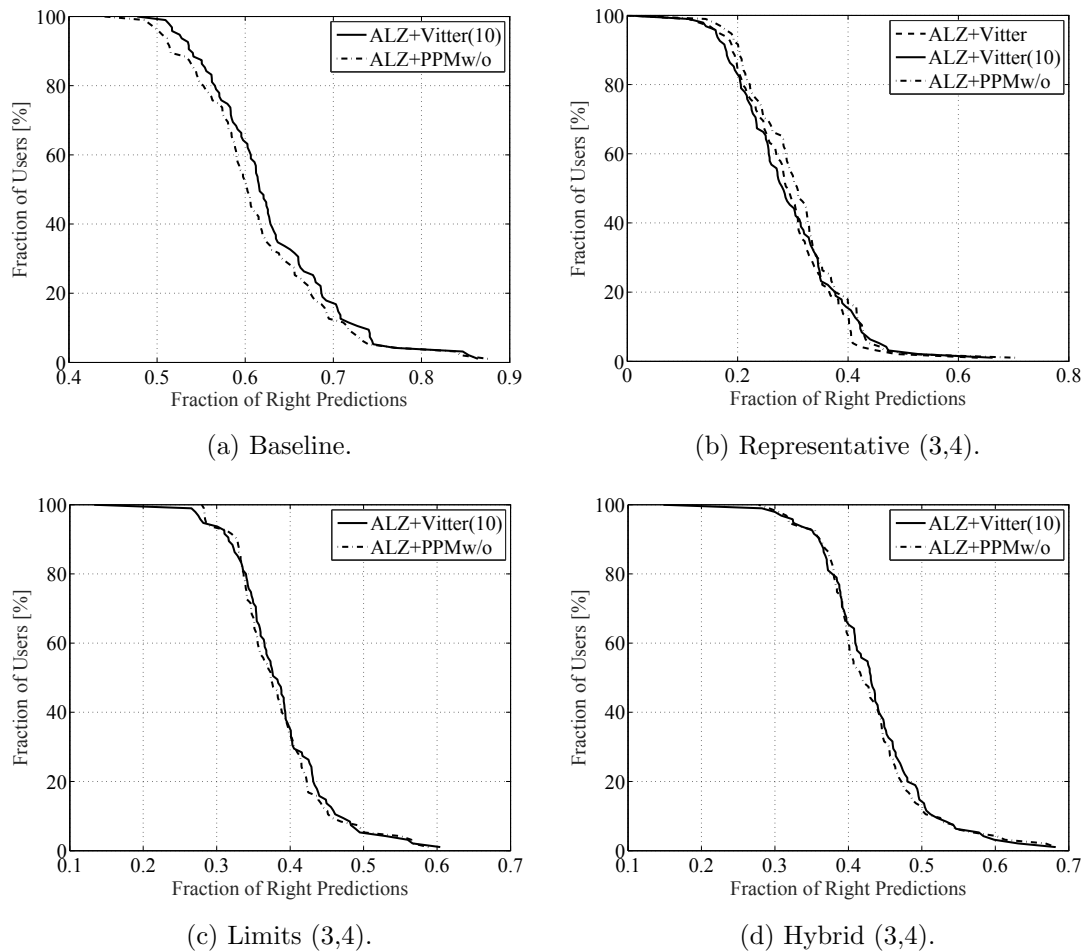 100
80
60
40
20
0
Fraction of Users [%]
ALZ+Vitter(10)
ALZ+PPMw/o
0.4 0.5 0.6 0.7 0.8 0.9
Fraction of Right Predictions
(a) Baseline.
100
80
60
40
20
0
Fraction of Users [%]
ALZ+Vitter
ALZ+Vitter(10)
ALZ+PPMw/o
0 0.2 0.4 0.6 0.8
Fraction of Right Predictions
(b) Representative (3,4).
100
80
60
40
20
0
Fraction of Users [%]
ALZ+Vitter(10)
ALZ+PPMw/o
0.1 0.2 0.3 0.4 0.5 0.6 0.7
Fraction of Right Predictions
(c) Limits (3,4).
100
80
60
40
20
0
Fraction of Users [%]
ALZ+Vitter(10)
ALZ+PPMw/o
0.1 0.2 0.3 0.4 0.5 0.6 0.7
Fraction of Right Predictions
(d) Hybrid (3,4).